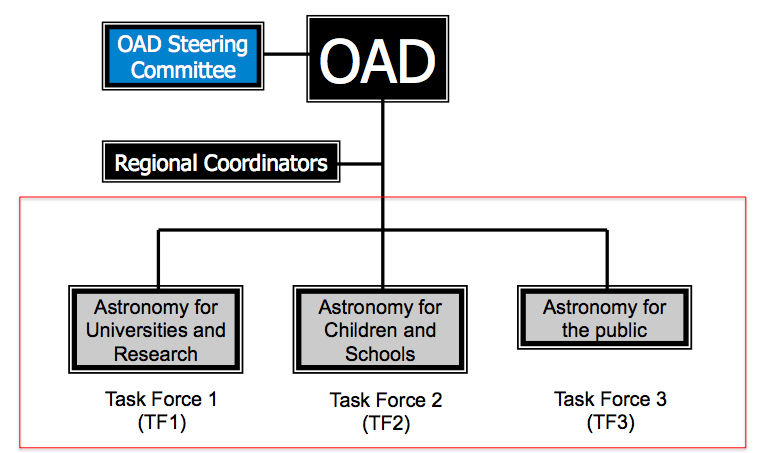 OAD Steering
Committee
OAD
Regional Coordinators
Astronomy for
Universities and
Research
Astronomy for
Children and
Schools
Astronomy for
the public
Task Force 1
(TF1)
Task Force 2
(TF2)
Task Force 3
(TF3)